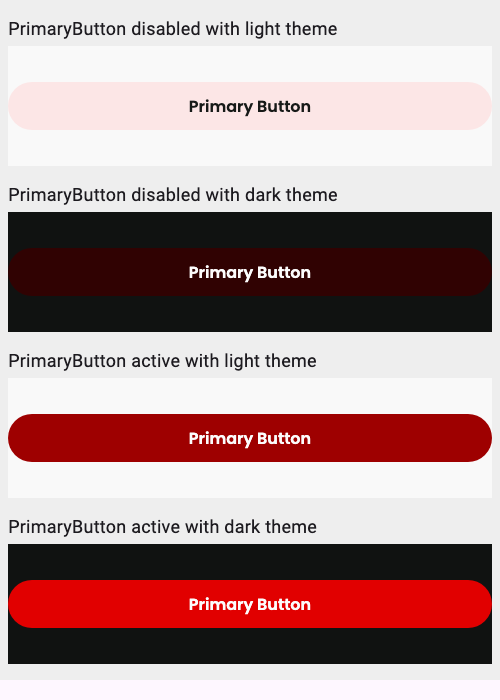 PrimaryButton disabled with light theme
Primary Button
PrimaryButton disabled with dark theme
Primary Button
PrimaryButton active with light theme
Primary Button
PrimaryButton active with dark theme
Primary Button